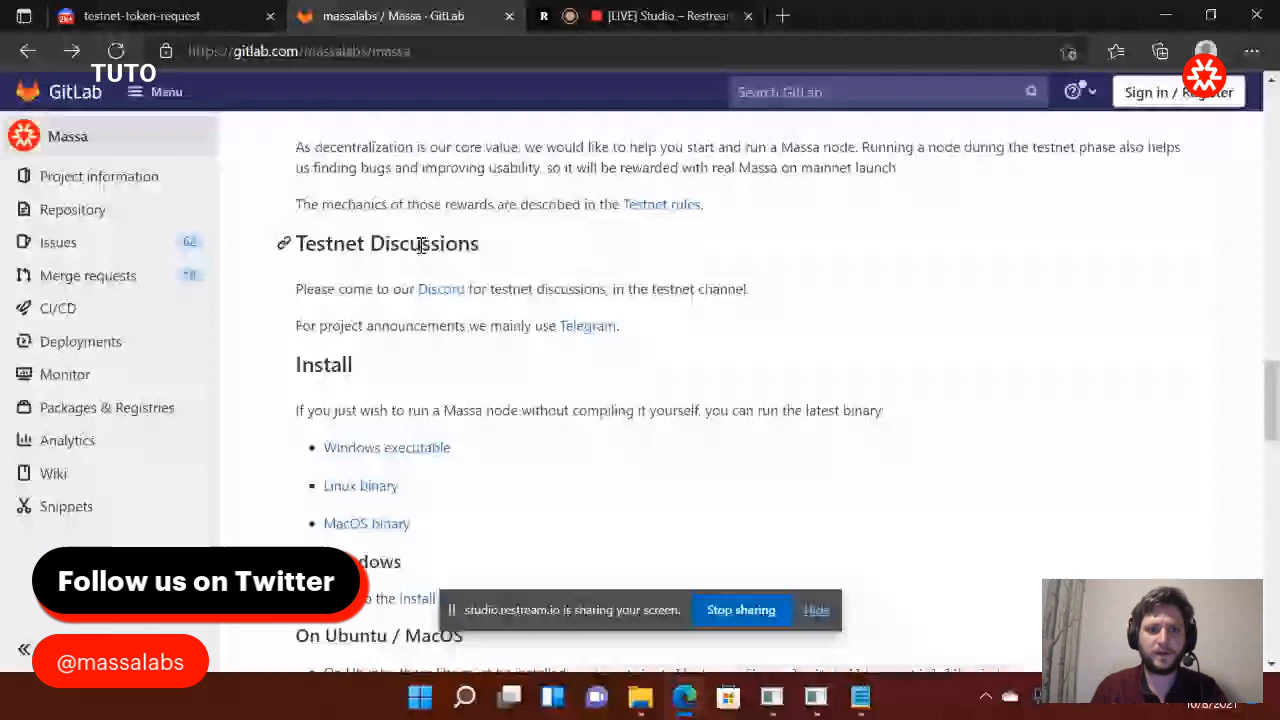 testnet-token-request
massalabs / Massa · GitLab
[LIVE] Studio – Restream
https://gitlab.com/massalabs/massa
TUTO
GitLab
Menu
Search GitLab
Sign in / Register
Massa
Project information
Repository
Issues
62
Merge requests
CI/CD
Deployments
Monitor
Packages & Registries
Analytics
Wiki
Snippets
As decentralization is our core value, we would like to help you start and run a Massa node. Running a node during the testnet phase also helps
us finding bugs and improving usability, so it will be rewarded with real Massa on mainnet launch
The mechanics of those rewards are described in the Testnet rules.
Testnet Discussions
Please come to our Discord for testnet discussions, in the testnet channel.
For project announcements we mainly use Telegram.
Install
If you just wish to run a Massa node without compiling it yourself, you can run the latest binary:
Windows executable
Linux binary
MacOS binary
dows
o the Install
On Ubuntu / MacOS
studio.restream.io is sharing your screen.
Stop sharing
Hide
Follow us on Twitter
@massalabs
10/8/2021